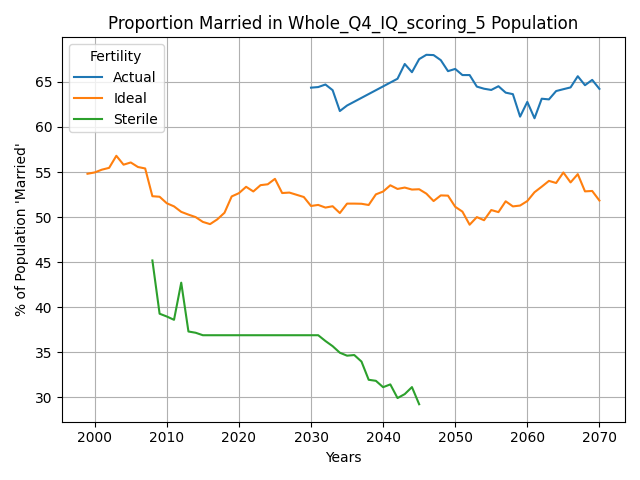 Proportion Married in Whole_Q4_IQ_scoring_5 Population
Fertility
Actual
Ideal
Sterile
% of Population 'Married'
65
60
55
50
45
40
35
30
2000 2010 2020 2030 2040 2050 2060 2070
Years